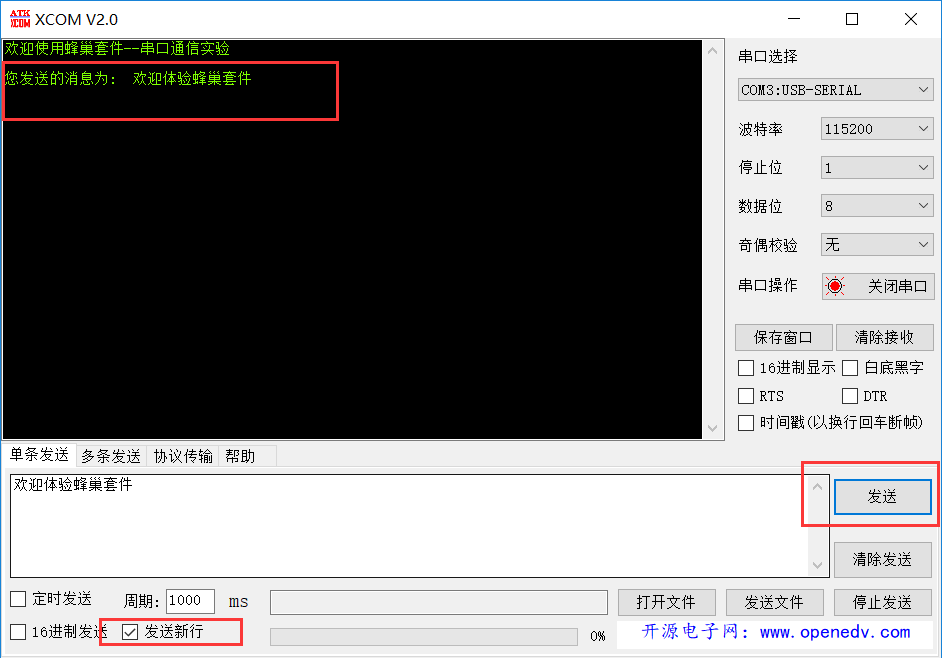 ATK XCOM XCOM V2.0
欢迎使用蜂巢套件--串口通信实验
您发送的消息为： 欢迎体验蜂巢套件
串口选择
COM3:USB-SERIAL
波特率 115200
停止位 1
数据位 8
奇偶校验 无
串口操作 关闭串口
保存窗口 清除接收
16进制显示 白底黑字
RTS DTR
时间戳(以换行回车断帧)
单条发送 多条发送 协议传输 帮助
欢迎体验蜂巢套件
发送
清除发送
定时发送 周期: 1000 ms 打开文件 发送文件 停止发送
16进制发送 发送新行 0% 开源电子网：www.openedv.com